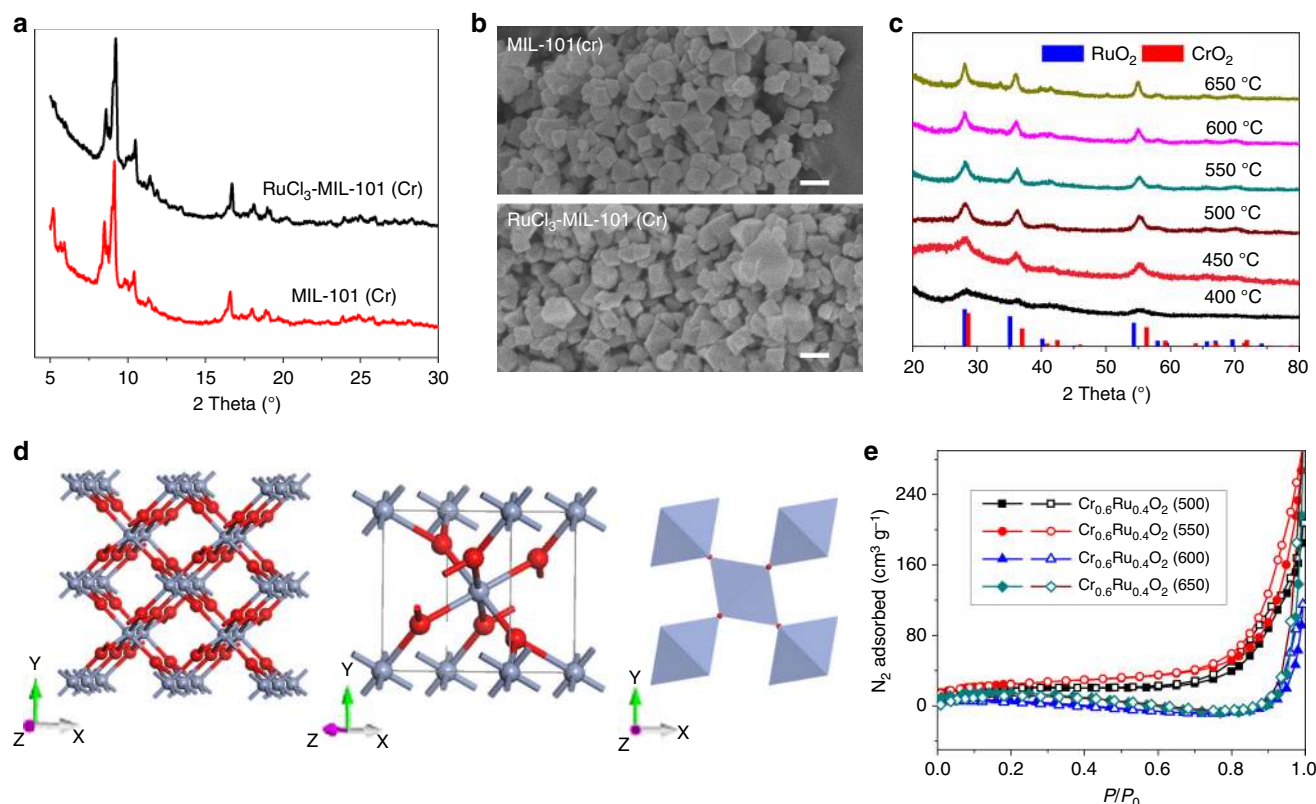 a
RuCl3-MIL-101 (Cr)
MIL-101 (Cr)
5 10 15 20 25 30
2 Theta (°)
b
MIL-101(cr)
RuCl3-MIL-101 (Cr)
c
RuO2 CrO2
650 °C
600 °C
550 °C
500 °C
450 °C
400 °C
20 30 40 50 60 70 80
2 Theta (°)
d
Y
Z X
Y
Z X
Y
Z X
e
N2 adsorbed (cm3 g−1)
240
160
80
0
Cr0.6Ru0.4O2 (500)
Cr0.6Ru0.4O2 (550)
Cr0.6Ru0.4O2 (600)
Cr0.6Ru0.4O2 (650)
0.0 0.2 0.4 0.6 0.8 1.0
P/P0